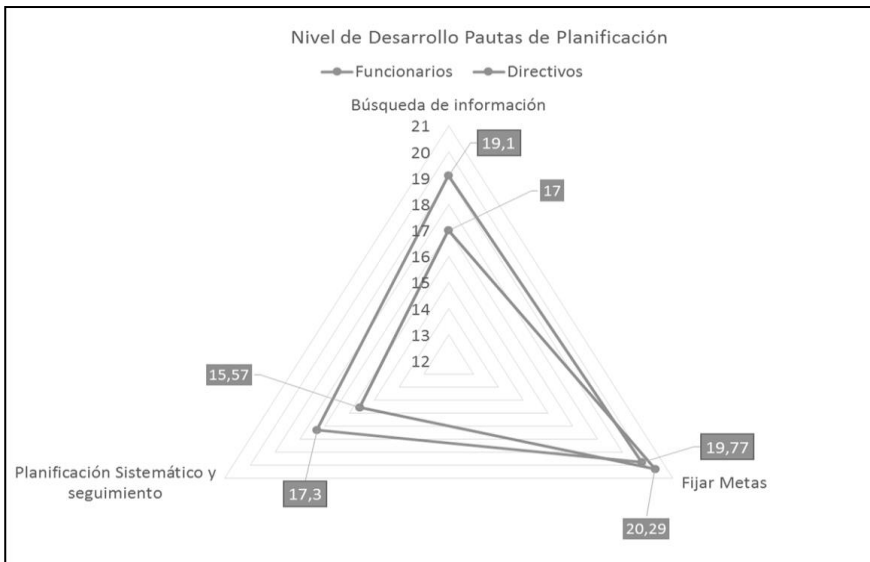 Nivel de Desarrollo Pautas de Planificación
Funcionarios Directivos
Búsqueda de información
21
20
19,1
19
18
17
17
16
15
14
13
12
15,57
19,77
Planificación Sistemático y
seguimiento
17,3
Fijar Metas
20,29